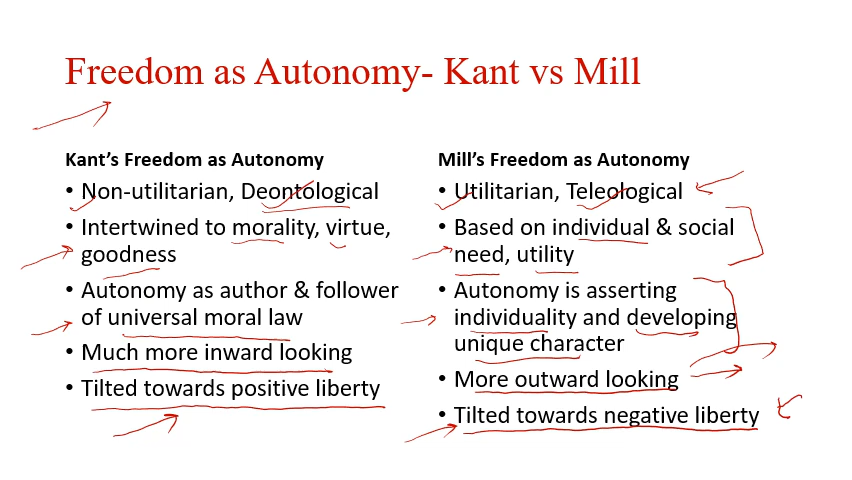 Freedom as Autonomy- Kant vs Mill
Kant's Freedom as Autonomy
• Non-utilitarian, Deontological
• Intertwined to morality, virtue,
goodness
• Autonomy as author & follower
of universal moral law
• Much more inward looking
• Tilted towards positive liberty
Mill's Freedom as Autonomy
• Utilitarian, Teleological
• Based on individual & social
need, utility
• Autonomy is asserting
individuality and developing
unique character
• More outward looking
• Tilted towards negative liberty